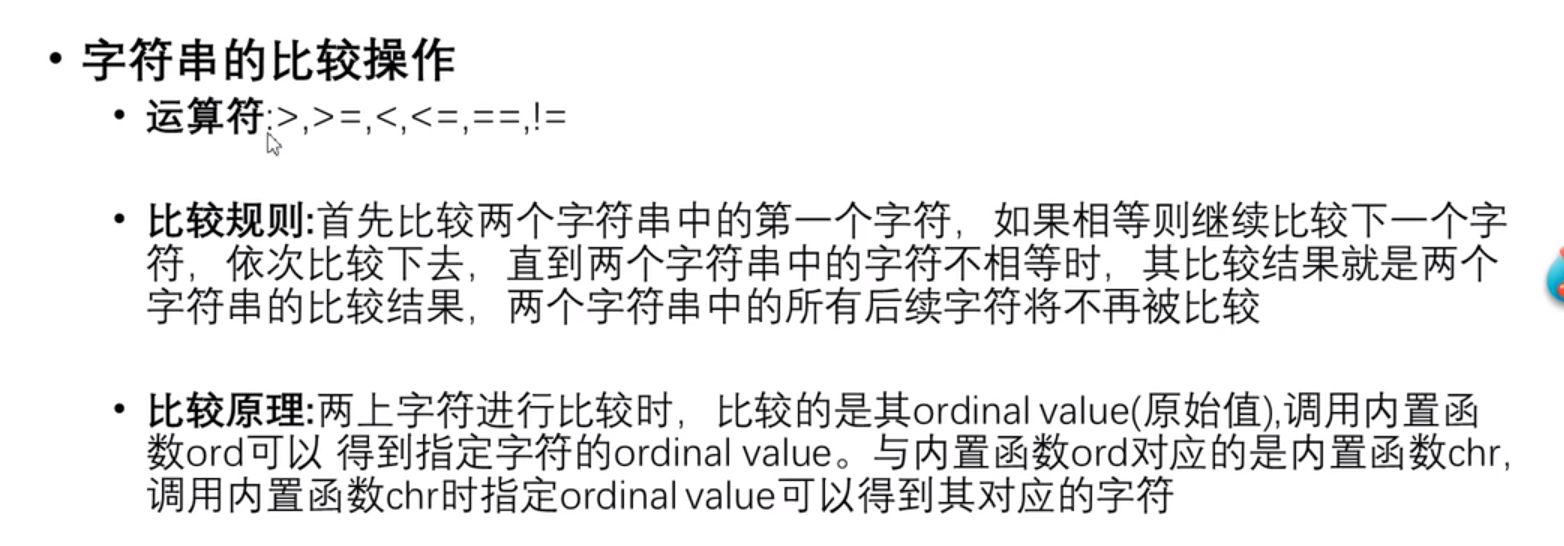 • 字符串的比较操作
• 运算符:>,>=,<,<=,==,!=
• 比较规则:首先比较两个字符串中的第一个字符，如果相等则继续比较下一个字
符，依次比较下去，直到两个字符串中的字符不相等时，其比较结果就是两个
字符串的比较结果，两个字符串中的所有后续字符将不再被比较
• 比较原理:两上字符进行比较时，比较的是其ordinal value(原始值),调用内置函
数ord可以 得到指定字符的ordinal value。与内置函数ord对应的是内置函数chr,
调用内置函数chr时指定ordinal value可以得到其对应的字符